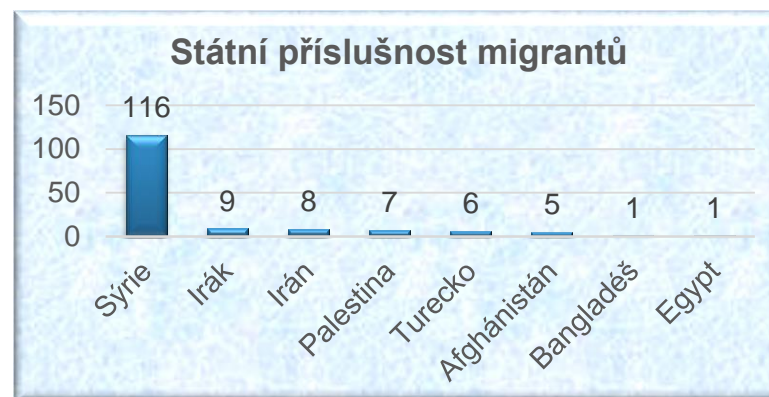 Státní příslušnost migrantů
150
100
50
0
116
9
8
7
6
5
1
1
Sýrie
Irák
Irán
Palestina
Turecko
Afghánistán
Bangladéš
Egypt